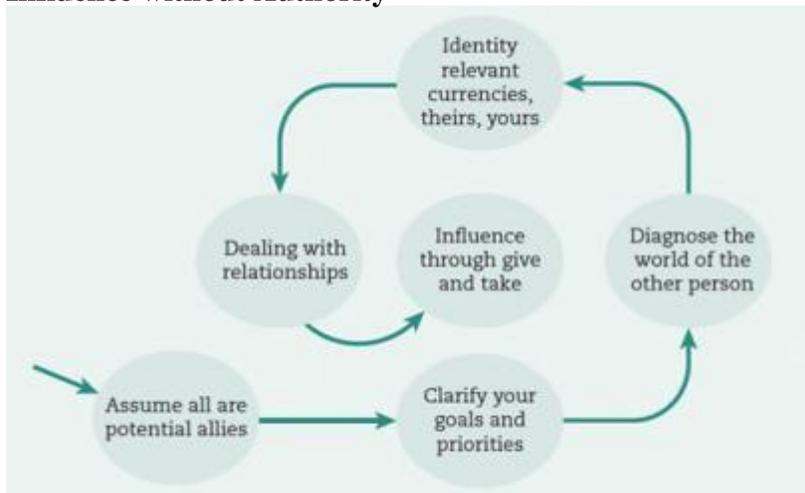 Influence Without Authority
Identity
relevant
currencies,
theirs, yours
Dealing with
relationships
Influence
through give
and take
Diagnose the
world of the
other person
Assume all are
potential allies
Clarify your
goals and
priorities